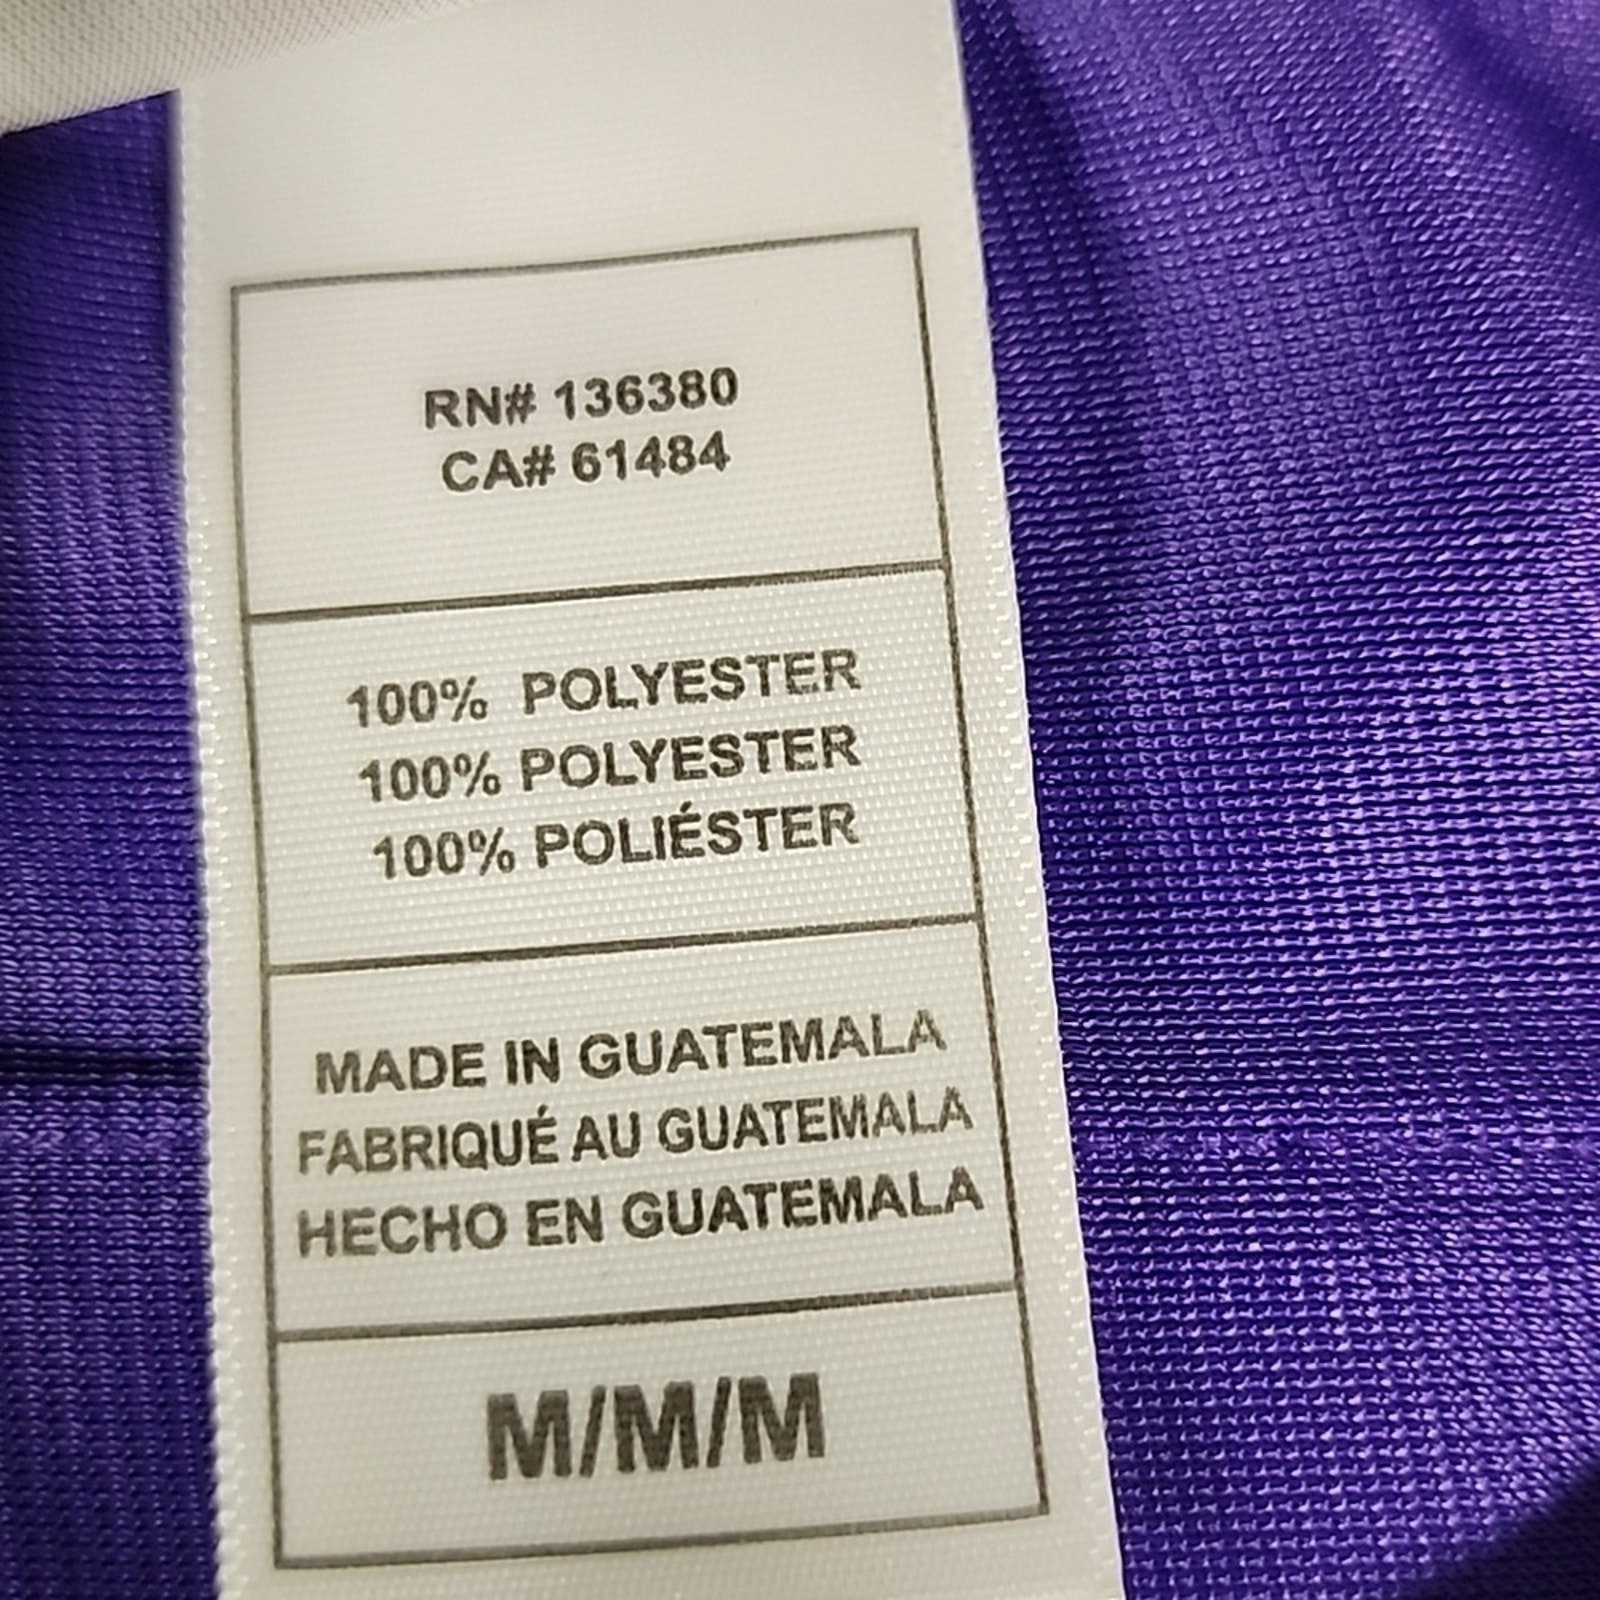 RN# 136380
CA# 61484
100% POLYESTER
100% POLYESTER
100% POLIÉSTER
MADE IN GUATEMALA
FABRIQUÉ AU GUATEMALA
HECHO EN GUATEMALA
M/M/M